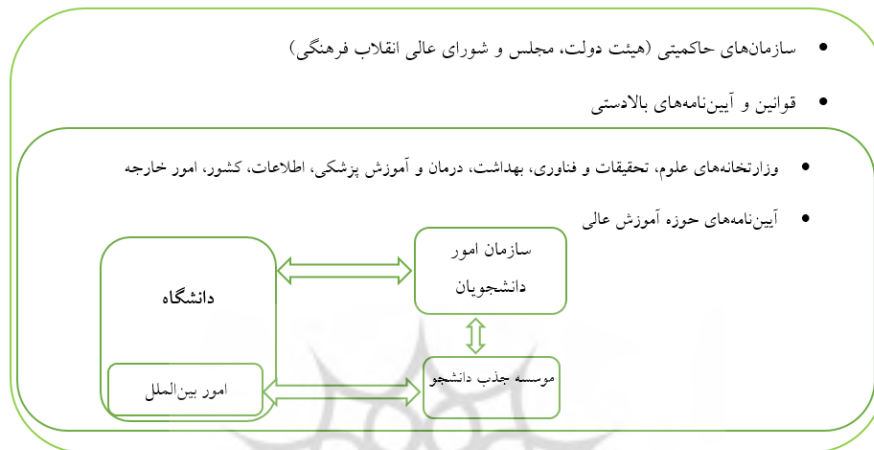 • سازمان‌های حاکمیتی (هیئت دولت، مجلس و شورای عالی انقلاب فرهنگی)
• قوانین و آیین‌نامه‌های بالادستی
• وزارتخانه‌های علوم، تحقیقات و فناوری، بهداشت، درمان و آموزش پزشکی، اطلاعات، کشور، امور خارجه
• آیین‌نامه‌های حوزه آموزش عالی
سازمان امور
دانشجویان
دانشگاه
موسسه جذب دانشجو
امور بین‌الملل